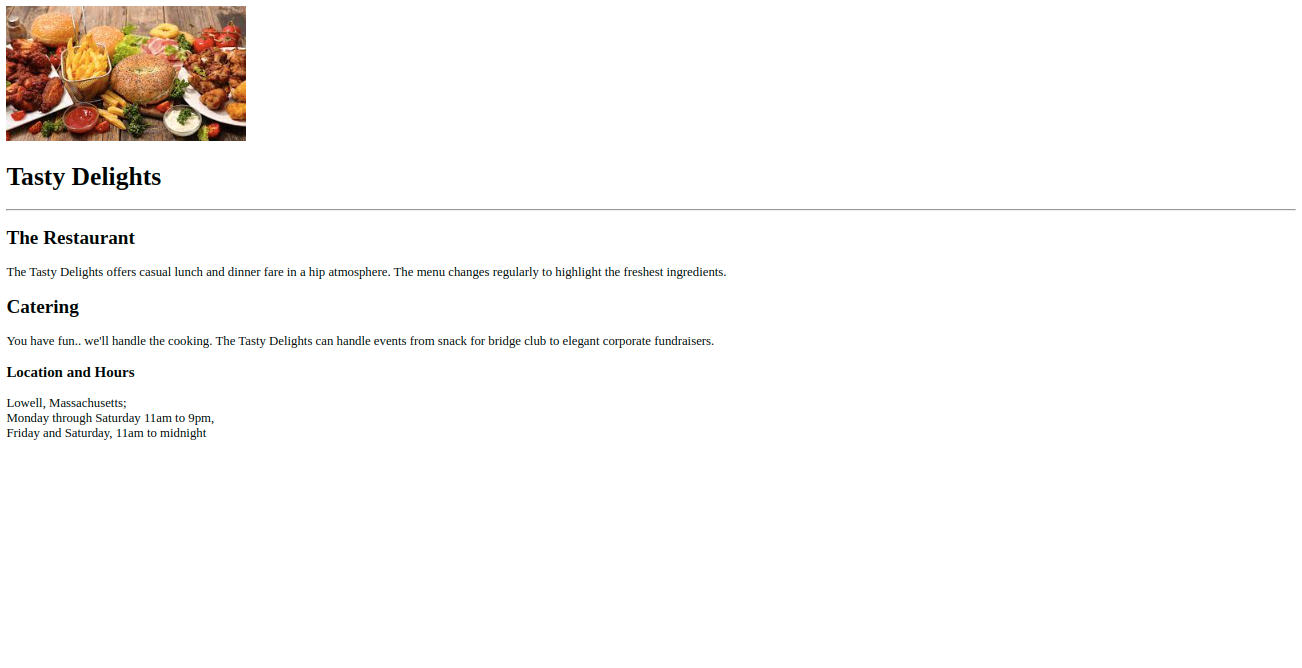 Tasty Delights
The Restaurant
The Tasty Delights offers casual lunch and dinner fare in a hip atmosphere. The menu changes regularly to highlight the freshest ingredients.
Catering
You have fun.. we'll handle the cooking. The Tasty Delights can handle events from snack for bridge club to elegant corporate fundraisers.
Location and Hours
Lowell, Massachusetts;
Monday through Saturday 11am to 9pm,
Friday and Saturday, 11am to midnight